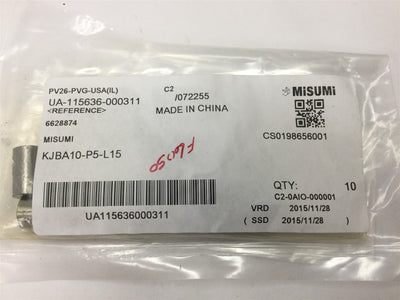 PV26-PVG-USA(IL) C2
UA-115636-000311 /072255
<REFERENCE> MADE IN CHINA
6628874
MISUMI
MiSUMi
CS0198656001
KJBA10-P5-L15
UA115636000311
QTY: 10
C2-0AIO-000001
VRD 2015/11/28
( SSD 2015/11/28 )